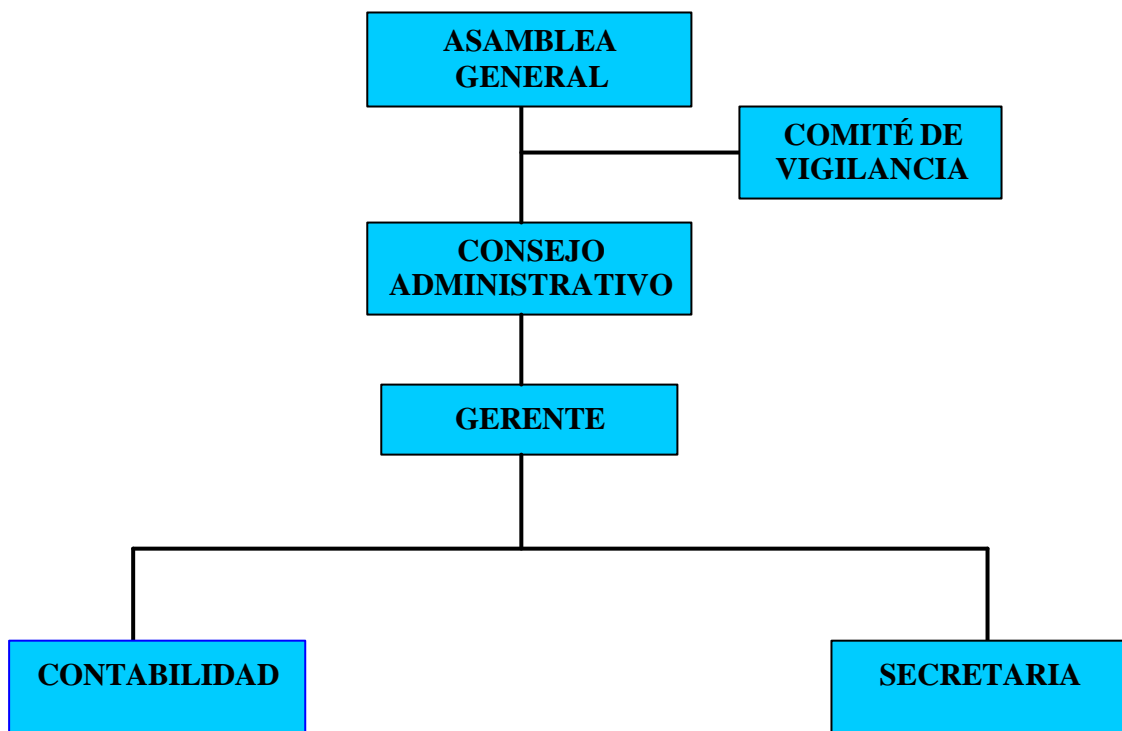 ASAMBLEA
GENERAL
COMITÉ DE
VIGILANCIA
CONSEJO
ADMINISTRATIVO
GERENTE
CONTABILIDAD
SECRETARIA